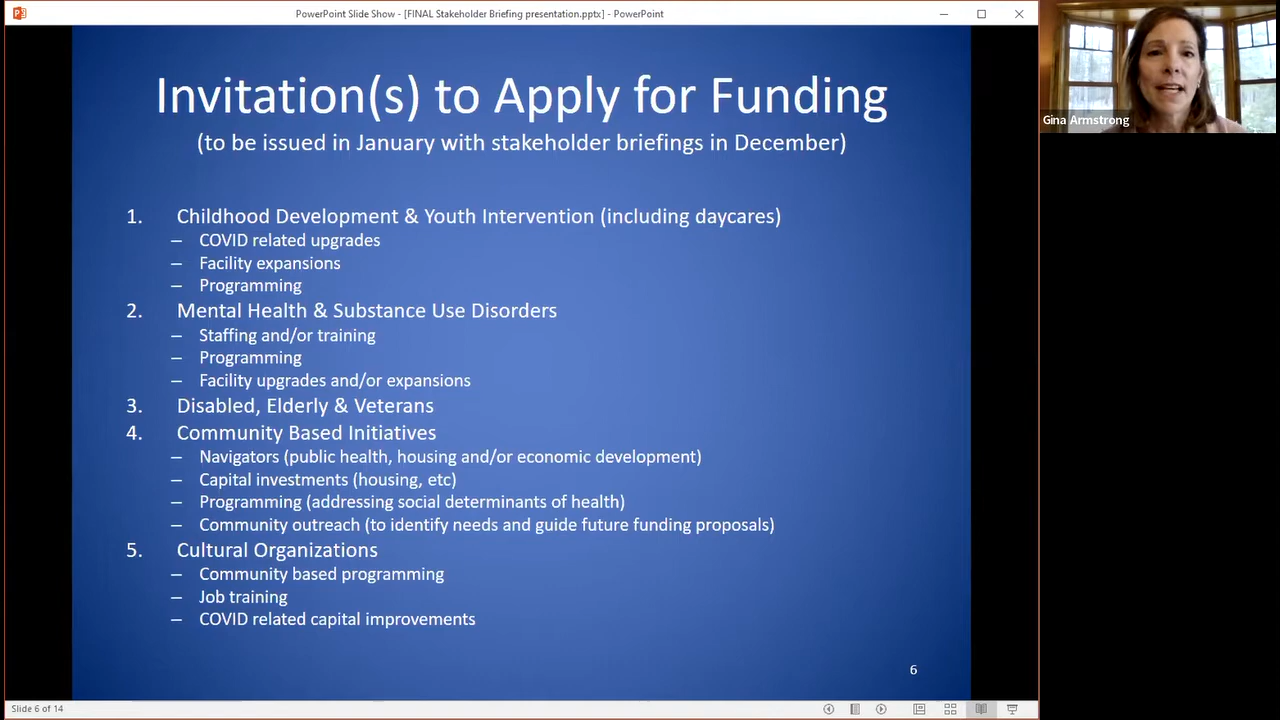 PowerPoint Slide Show - [FINAL Stakeholder Briefing presentation.pptx] - PowerPoint
Invitation(s) to Apply for Funding
(to be issued in January with stakeholder briefings in December)
1. Childhood Development & Youth Intervention (including daycares)
– COVID related upgrades
– Facility expansions
– Programming
2. Mental Health & Substance Use Disorders
– Staffing and/or training
– Programming
– Facility upgrades and/or expansions
3. Disabled, Elderly & Veterans
4. Community Based Initiatives
– Navigators (public health, housing and/or economic development)
– Capital investments (housing, etc)
– Programming (addressing social determinants of health)
– Community outreach (to identify needs and guide future funding proposals)
5. Cultural Organizations
– Community based programming
– Job training
– COVID related capital improvements
6
Slide 6 of 14
Gina Armstrong